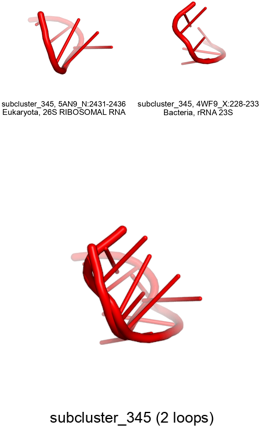 subcluster_345, 5AN9_N:2431-2436
Eukaryota, 26S RIBOSOMAL RNA
subcluster_345, 4WF9_X:228-233
Bacteria, rRNA 23S
subcluster_345 (2 loops)